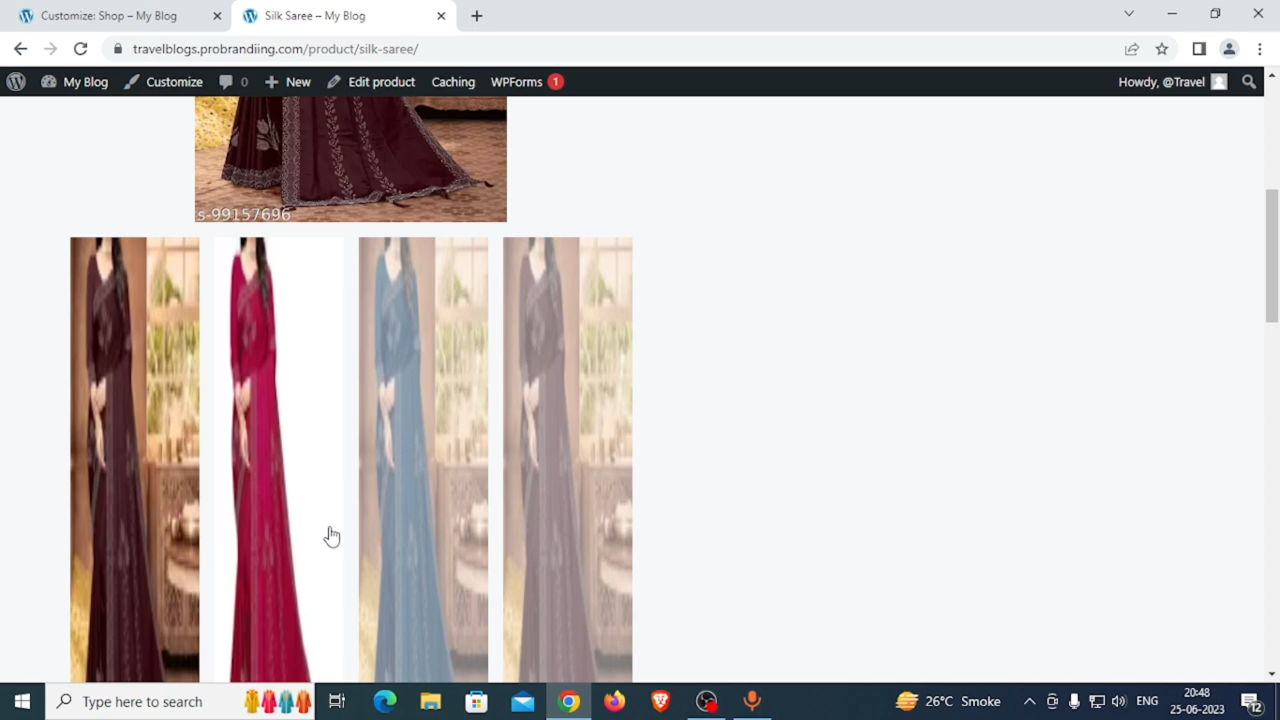 Customize: Shop – My Blog
Silk Saree – My Blog
travelblogs.probrandiing.com/product/silk-saree/
My Blog
Customize
0
New
Edit product
Caching
WPForms
1
Howdy, @Travel
s-99157696
Type here to search
26°C Smoke
ENG
20:48
25-06-2023
12